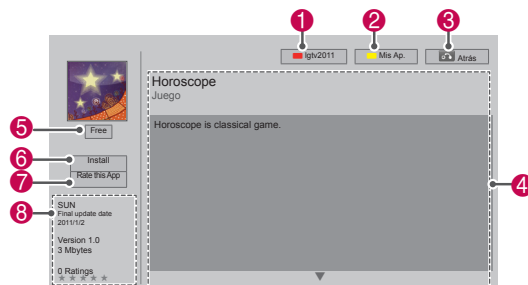 1
2
3
lgtv2011
Mis Ap.
Atrás
Horoscope
Juego
5
Free
Horoscope is classical game.
6
Install
7
Rate this App
4
8
SUN
Final update date
2011/1/2
Version 1.0
3 Mbytes
0 Ratings